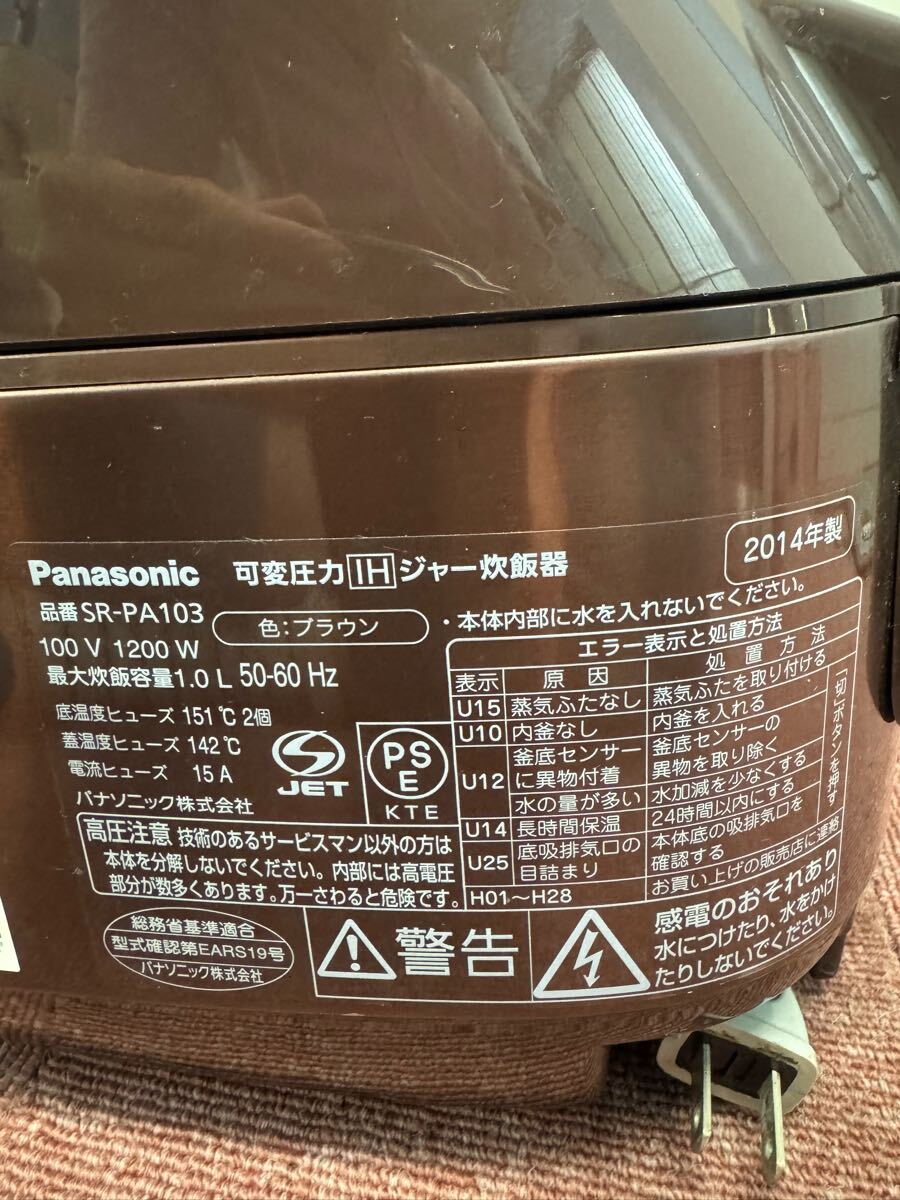 Panasonic 可変圧力IHジャー炊飯器
2014年製
品番 SR-PA103
色:ブラウン
100 V 1200 W
最大炊飯容量1.0 L 50-60 Hz
底温度ヒューズ 151℃ 2個
蓋温度ヒューズ 142℃
電流ヒューズ 15 A
パナソニック株式会社
JET
PS
E
KTE
・本体内部に水を入れないでください。
エラー表示と処置方法
表示 原因 処置方法
U15 蒸気ふたなし 蒸気ふたを取り付ける
U10 内釜なし 内釜を入れる
U12 釜底センサーに異物付着 釜底センサーの異物を取り除く
水の量が多い 水加減を少なくする
U14 長時間保温 24時間以内にする
U25 底吸排気口の目詰まり 本体底の吸排気口を確認する
「切」ボタンを押す
H01〜H28 お買い上げの販売店に連絡
高圧注意 技術のあるサービスマン以外の方は
本体を分解しないでください。内部には高電圧
部分が数多くあります。万一さわると危険です。
総務省基準適合
型式確認第EARS19号
パナソニック株式会社
警告
感電のおそれあり
水につけたり、水をかけ
たりしないでください。